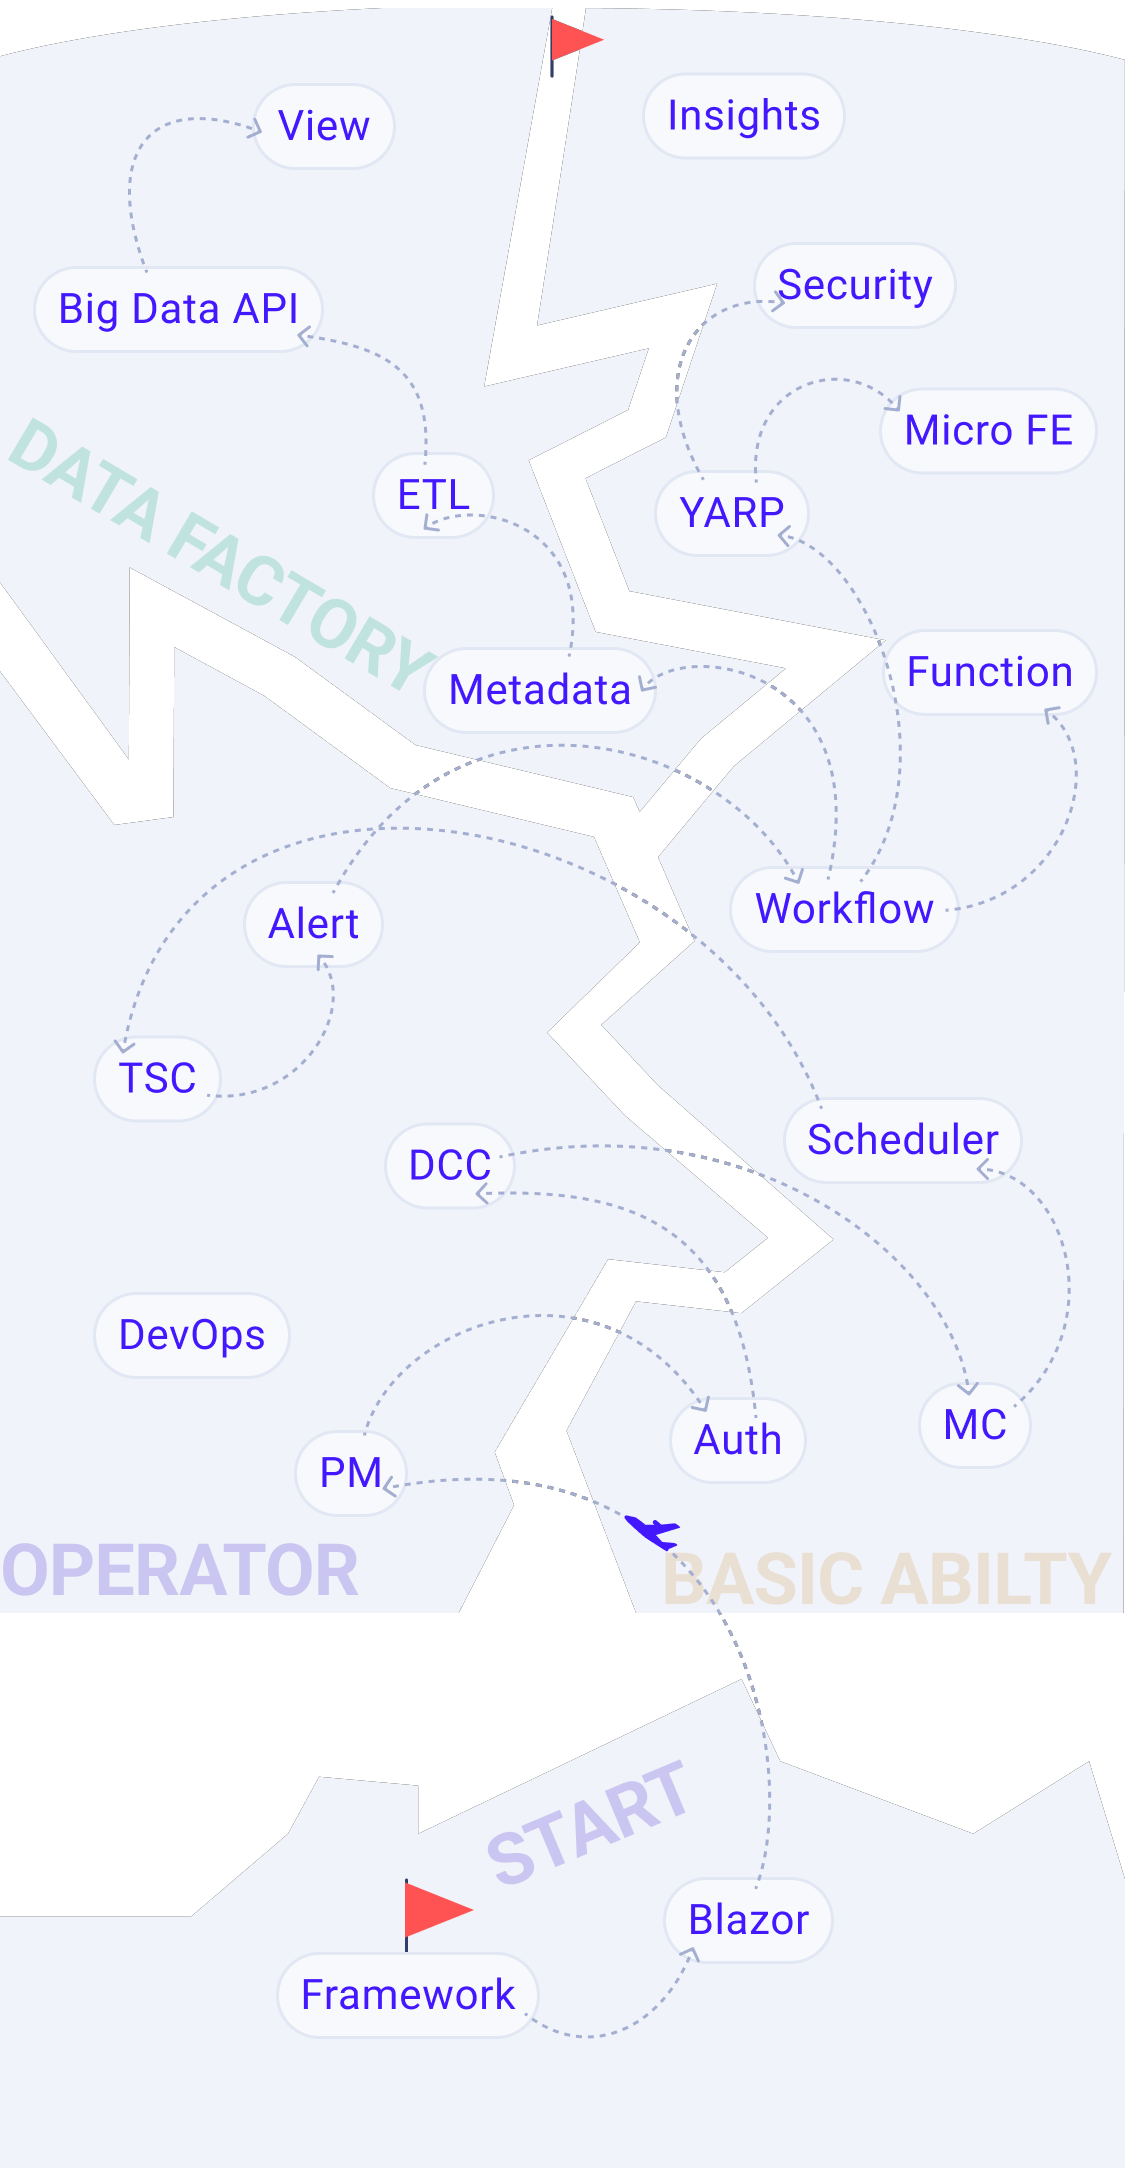 View
Insights
Security
Big Data API
Micro FE
ETL
YARP
DATA FACTORY
Function
Metadata
Workflow
Alert
TSC
Scheduler
DCC
DevOps
MC
Auth
PM
OPERATOR
BASIC ABILTY
START
Blazor
Framework